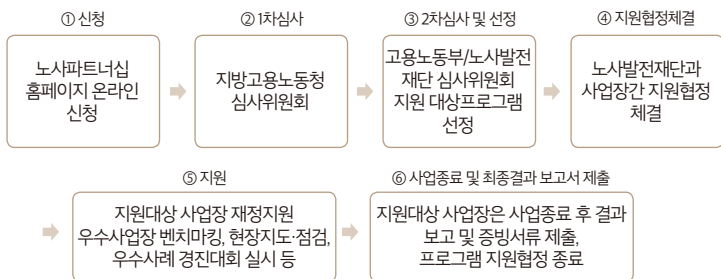 ① 신청
노사파트너십
홈페이지 온라인
신청
② 1차심사
지방고용노동청
심사위원회
③ 2차심사 및 선정
고용노동부/노사발전
재단 심사위원회
지원 대상프로그램
선정
④ 지원협정체결
노사발전재단과
사업장간 지원협정
체결
⑤ 지원
지원대상 사업장 재정지원
우수사업장 벤치마킹, 현장지도·점검,
우수사례 경진대회 실시 등
⑥ 사업종료 및 최종결과 보고서 제출
지원대상 사업장은 사업종료 후 결과
보고 및 증빙서류 제출,
프로그램 지원협정 종료